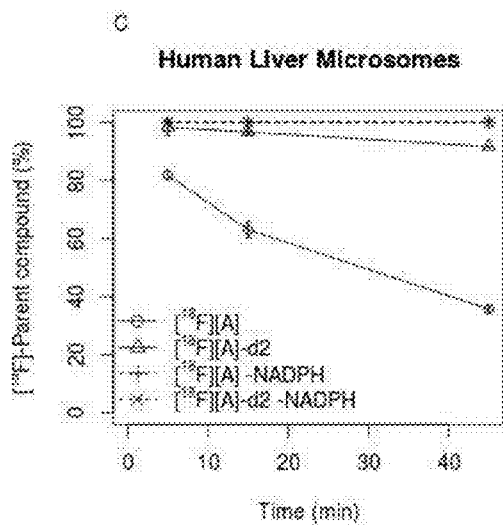 C
Human Liver Microsomes
[¹⁸F]-Parent compound (%)
100
80
60
40
20
0
[¹⁸F][A]
[¹⁸F][A]-d2
[¹⁸F][A] -NADPH
[¹⁸F][A]-d2 -NADPH
0 10 20 30 40
Time (min)